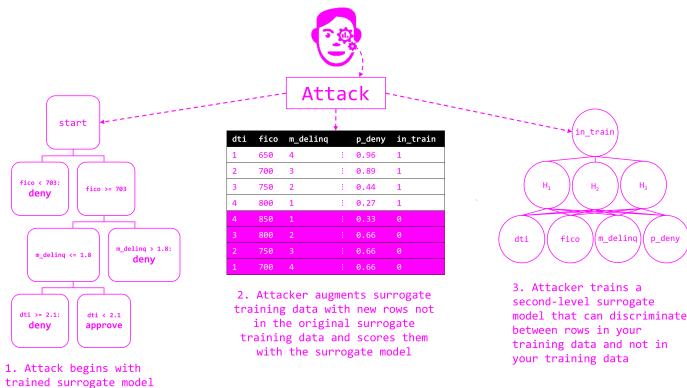 Attack
start
fico < 703;
deny
fico >= 703
m_delinq <= 1.8
m_delinq > 1.8;
deny
dti >= 2.1;
deny
dti < 2.1
approve
1. Attack begins with
trained surrogate model
dti fico m_delinq p_deny in_train
1 650 4 ⋮ 0.96 1
2 700 3 ⋮ 0.89 1
3 750 2 ⋮ 0.44 1
4 800 1 ⋮ 0.27 1
4 850 1 ⋮ 0.33 0
3 800 2 ⋮ 0.66 0
2 750 3 ⋮ 0.66 0
1 700 4 ⋮ 0.66 0
2. Attacker augments surrogate
training data with new rows not
in the original surrogate
training data and scores them
with the surrogate model
in_train
H₁ H₂ H₃
dti fico m_delinq p_deny
3. Attacker trains a
second-level surrogate
model that can discriminate
between rows in your
training data and not in
your training data